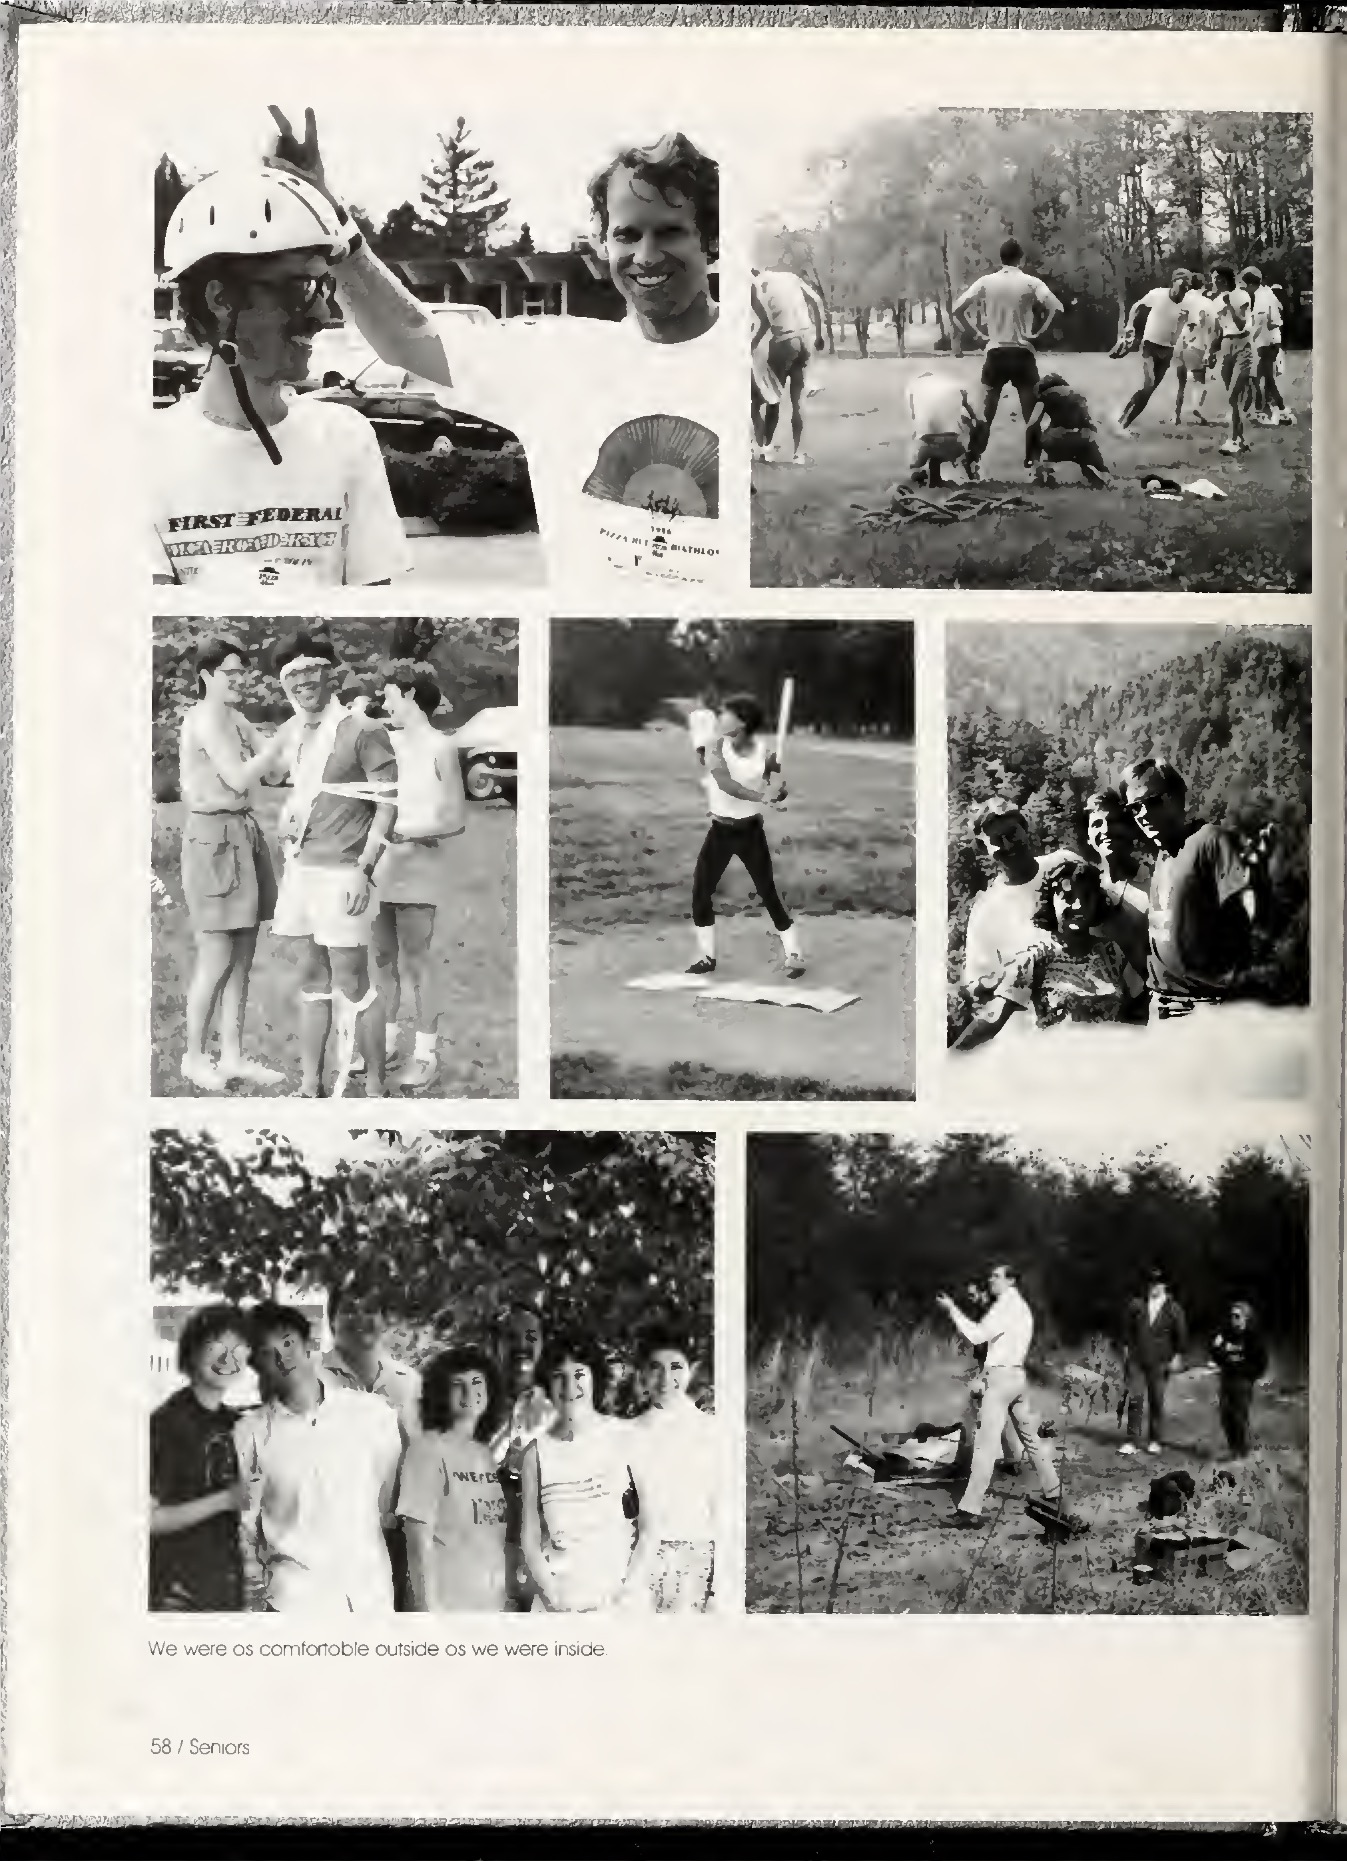 FIRST FEDERAL
1986
PIZZA HUT BIATHLON
We were as comfortable outside as we were inside.
58 / Seniors